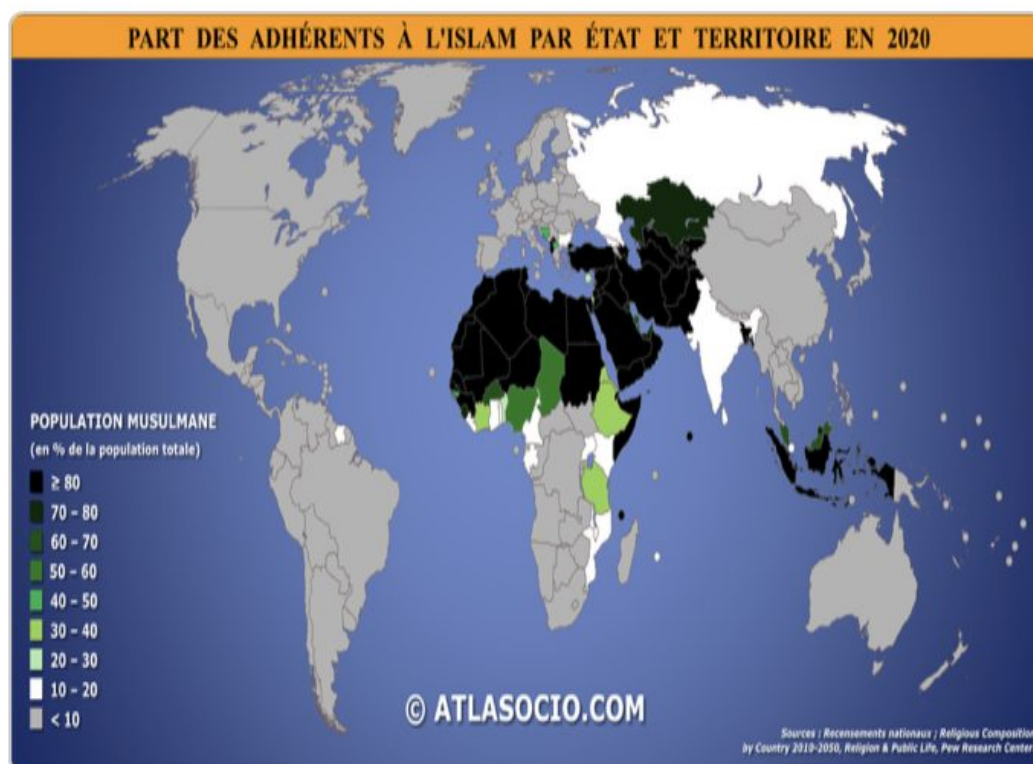 PART DES ADHÉRENTS À L'ISLAM PAR ÉTAT ET TERRITOIRE EN 2020
POPULATION MUSULMANE
(en % de la population totale)
≥ 80
70 – 80
60 – 70
50 – 60
40 – 50
30 – 40
20 – 30
10 – 20
< 10
© ATLASOCIO.COM
Sources : Recensements nationaux ; Religious Composition
by Country 2010-2050, Religion & Public Life, Pew Research Center